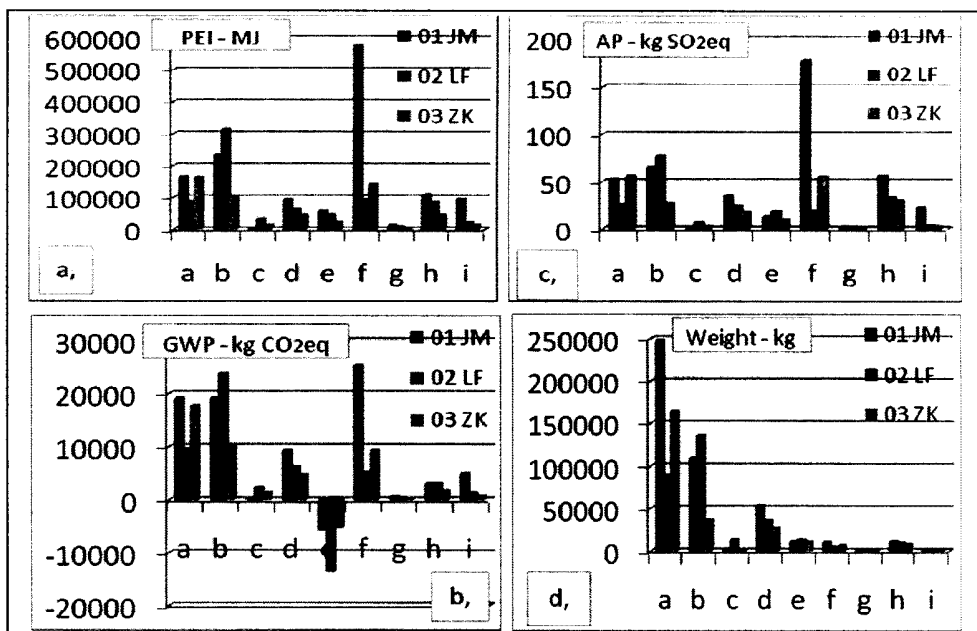 PEI - MJ
01 JM
02 LF
03 ZK
600000
500000
400000
300000
200000
100000
0
a b c d e f g h i
a,
AP - kg SO2eq
01 JM
02 LF
03 ZK
200
150
100
50
0
a b c d e f g h i
c,
GWP - kg CO2eq
01 JM
02 LF
03 ZK
30000
20000
10000
0
-10000
-20000
a b c d f g h i
b,
Weight - kg
01 JM
02 LF
03 ZK
250000
200000
150000
100000
50000
0
a b c d e f g h i
d,